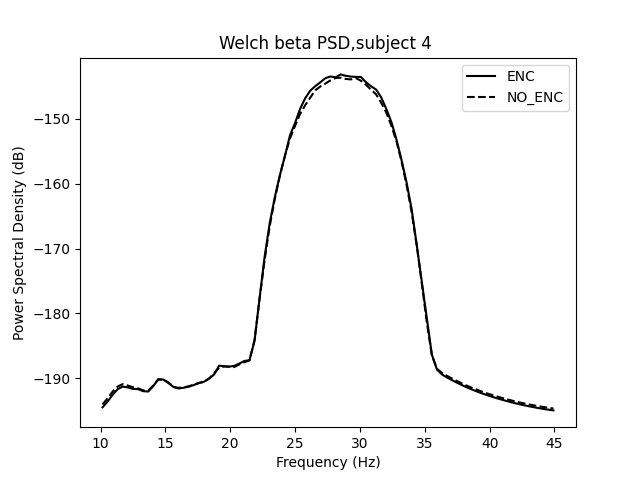 Welch beta PSD,subject 4
ENC
NO_ENC
Power Spectral Density (dB)
−150
−160
−170
−180
−190
10 15 20 25 30 35 40 45
Frequency (Hz)